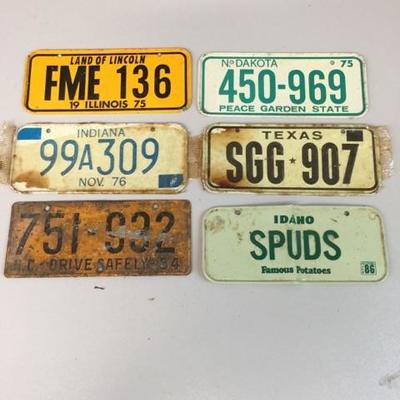 LAND OF LINCOLN
FME 136
19 ILLINOIS 75
No DAKOTA 75
450-969
PEACE GARDEN STATE
INDIANA
99A309
NOV. 76
TEXAS
SGG★907
751-932
N.C. DRIVE SAFELY 54
IDAHO
SPUDS
Famous Potatoes
86